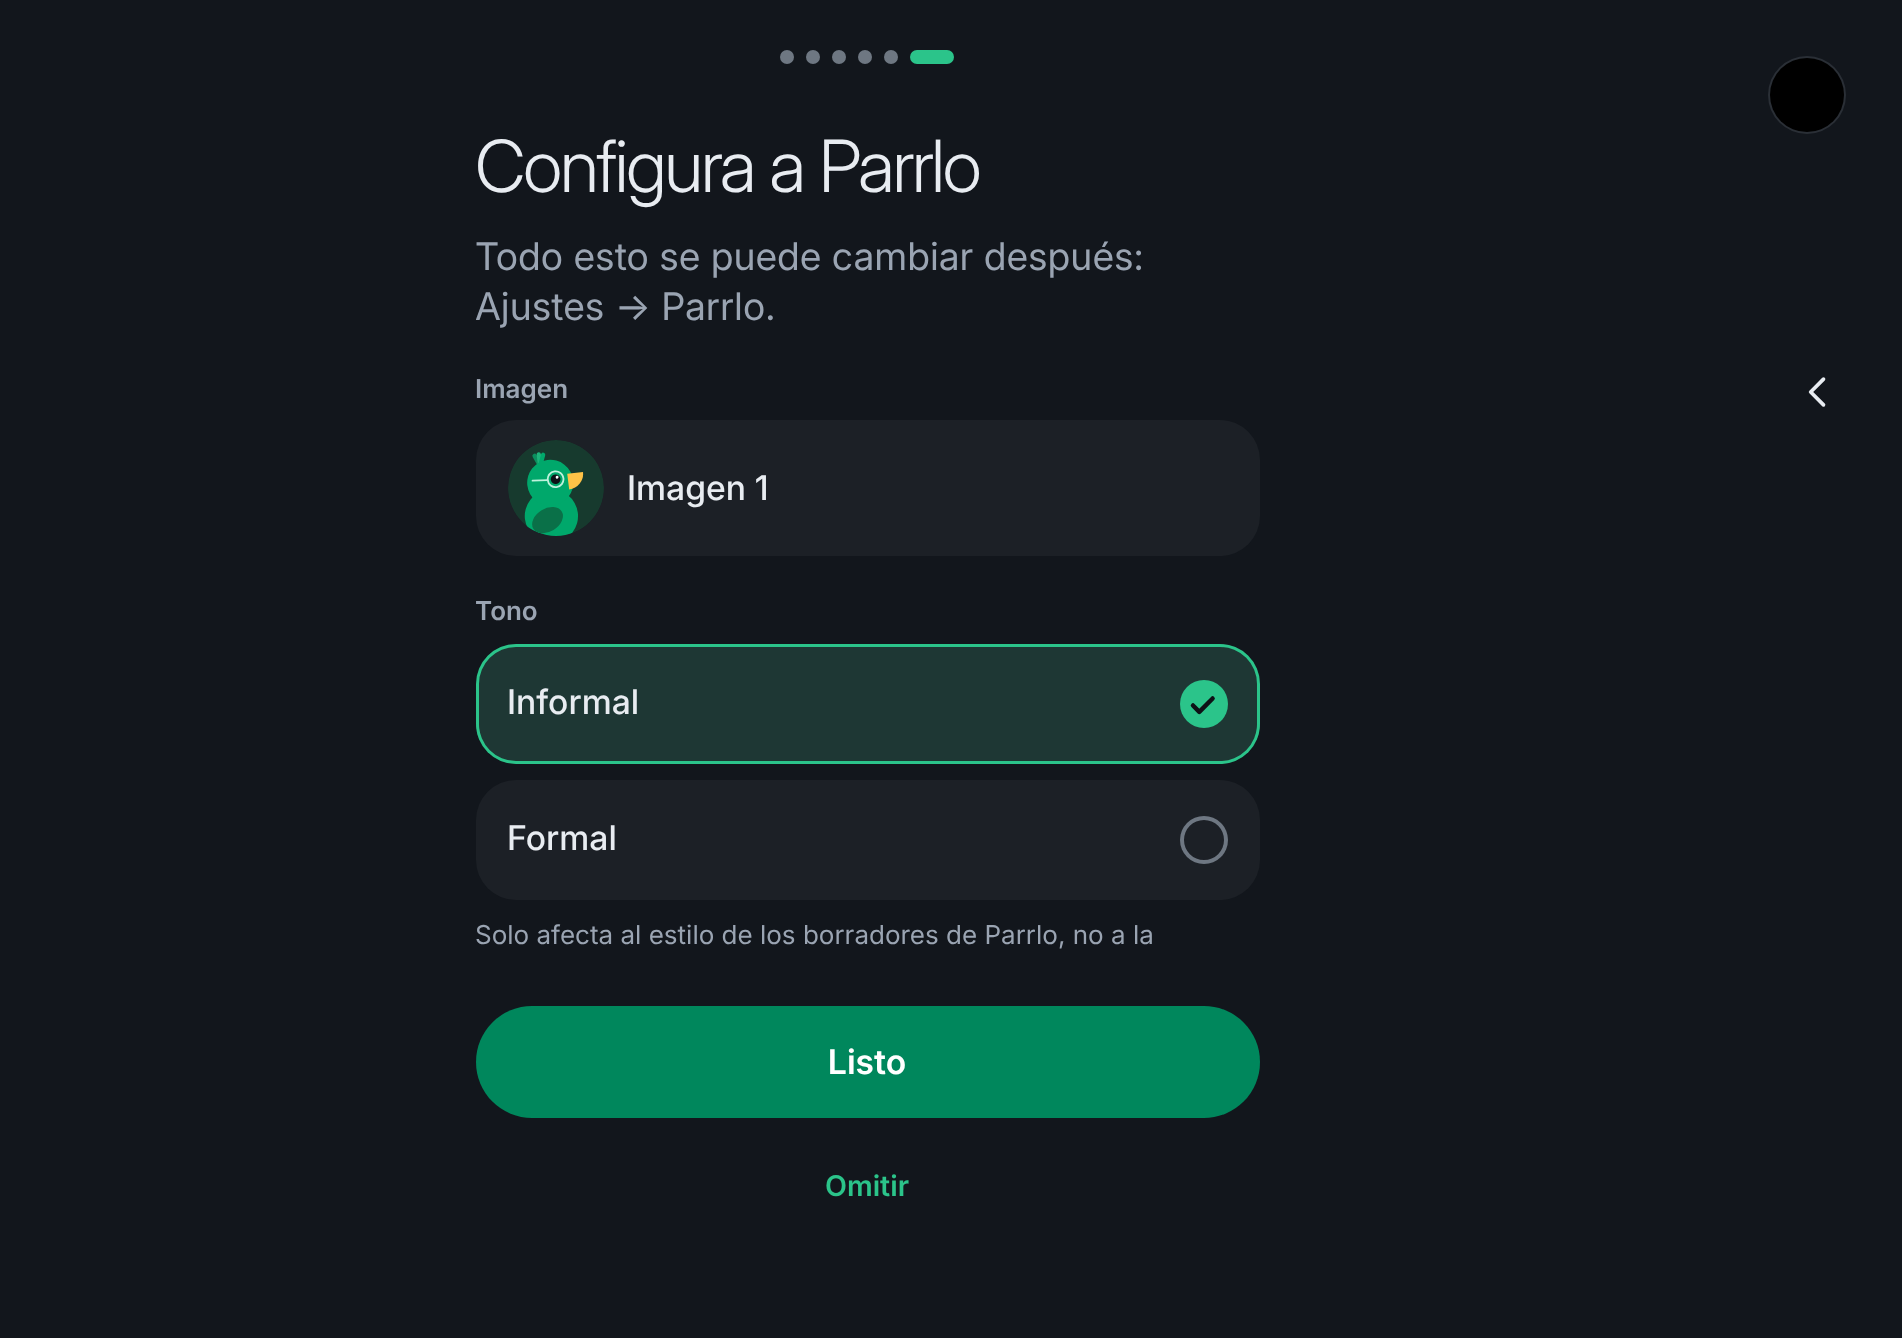 Configura a Parrlo
Todo esto se puede cambiar después:
Ajustes → Parrlo.
Imagen
Imagen 1
Tono
Informal
Formal
Solo afecta al estilo de los borradores de Parrlo, no a la
Listo
Omitir